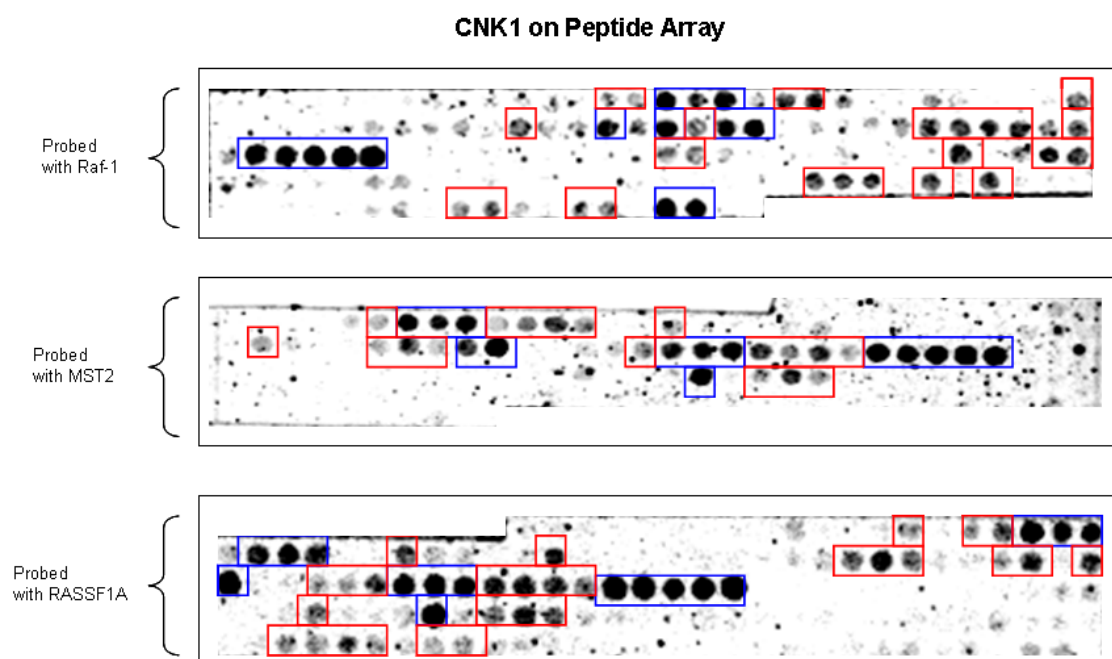 CNK1 on Peptide Array
Probed
with Raf-1
Probed
with MST2
Probed
with RASSF1A